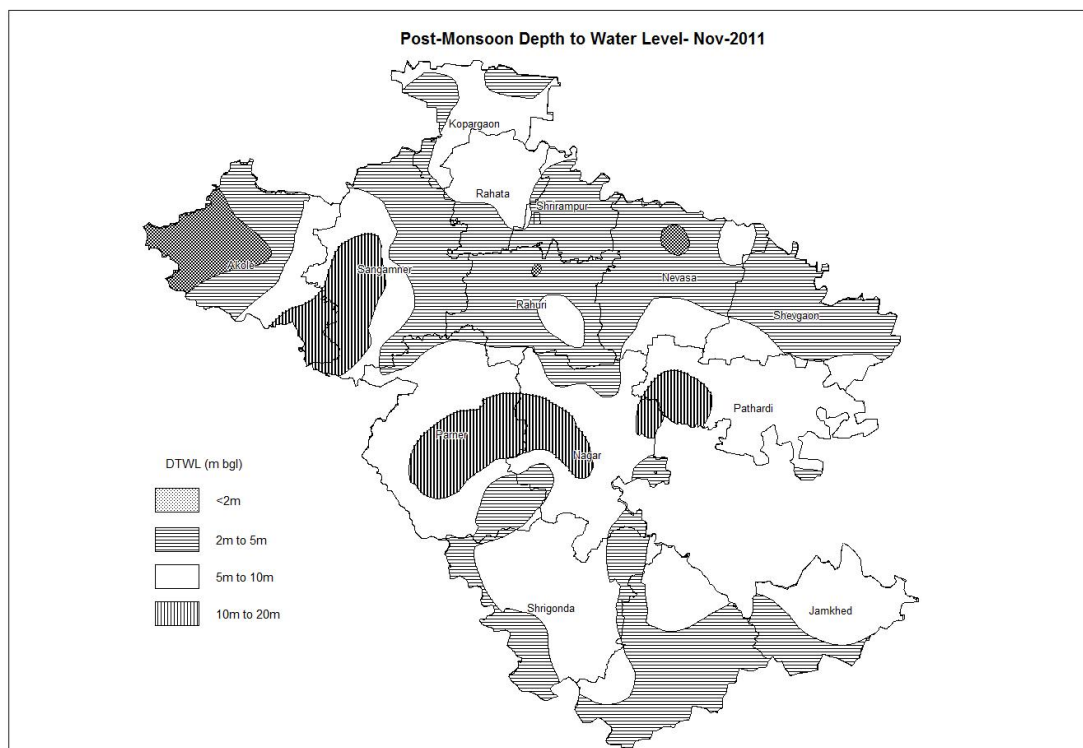 Post-Monsoon Depth to Water Level- Nov-2011
Kopargaon
Rahata
Shrirampur
Akole
Sangamner
Nevasa
Rahuri
Shevgaon
Pathardi
Parner
Nagar
DTWL (m bgl)
<2m
2m to 5m
5m to 10m
10m to 20m
Shrigonda
Jamkhed